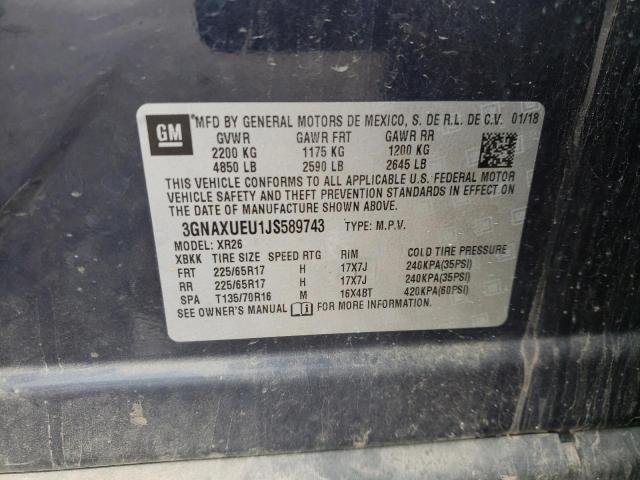 GM
MFD BY GENERAL MOTORS DE MEXICO, S. DE R.L. DE C.V. 01/18
GVWR GAWR FRT GAWR RR
2200 KG 1175 KG 1200 KG
4850 LB 2590 LB 2645 LB
THIS VEHICLE CONFORMS TO ALL APPLICABLE U.S. FEDERAL MOTOR
VEHICLE SAFETY AND THEFT PREVENTION STANDARDS IN EFFECT ON
THE DATE OF MANUFACTURE SHOWN ABOVE.
3GNAXUEU1JS589743 TYPE: M.P.V.
MODEL: XR26
XBKK TIRE SIZE SPEED RTG RIM COLD TIRE PRESSURE
FRT 225/65R17 H 17X7J 240KPA(35PSI)
RR 225/65R17 H 17X7J 240KPA(35PSI)
SPA T135/70R16 M 16X4BT 420KPA(60PSI)
SEE OWNER'S MANUAL FOR MORE INFORMATION.